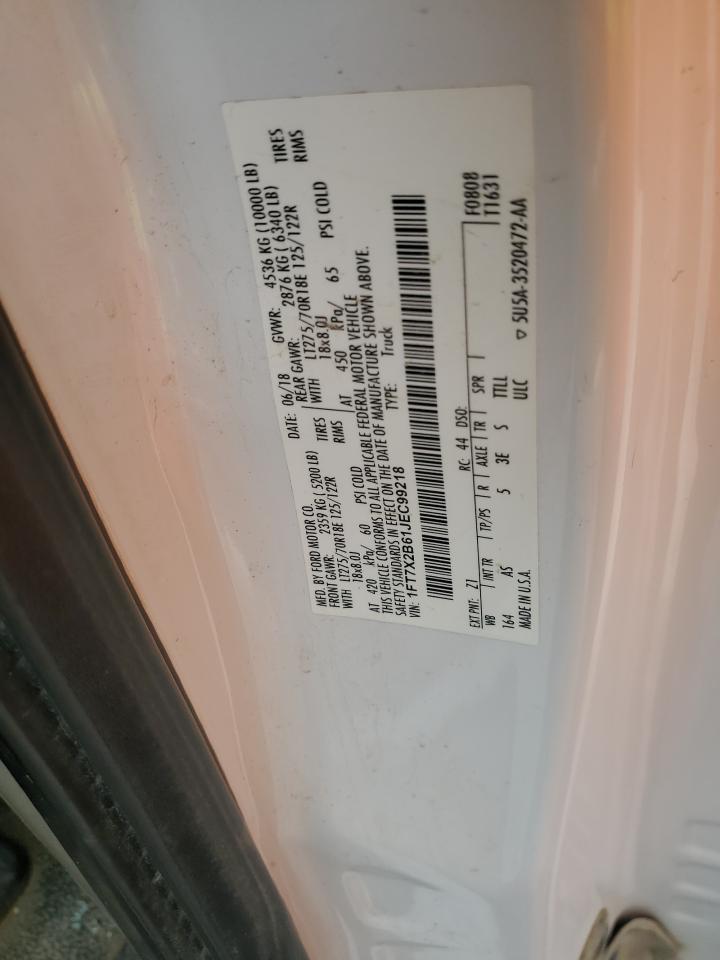 MFD. BY FORD MOTOR CO.
DATE: 06/18 GVWR: 4536 KG (10000 LB)
FRONT GAWR: 2359 KG ( 5200 LB) REAR GAWR: 2876 KG ( 6340 LB)
WITH LT275/70R18E 125/122R TIRES WITH LT275/70R18E 125/122R TIRES
18x8.0J RIMS 18x8.0J RIMS
AT 420 kPa/ 60 PSI COLD AT 450 kPa/ 65 PSI COLD
THIS VEHICLE CONFORMS TO ALL APPLICABLE FEDERAL MOTOR VEHICLE
SAFETY STANDARDS IN EFFECT ON THE DATE OF MANUFACTURE SHOWN ABOVE.
VIN: 1FT7X2B61JEC99218 TYPE: Truck
EXT PNT: Z1 RC: 44 DSO: F0808
WB INT TR TP/PS R AXLE TR SPR T1631
164 AS 5 3E S TTLL
MADE IN U.S.A. ULC ▽ 5U5A-3520472-AA